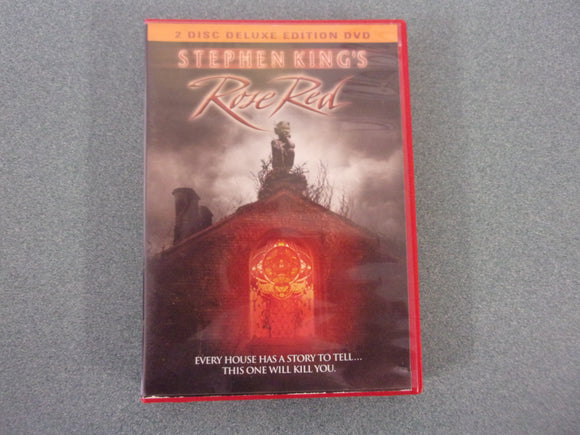 2 DISC DELUXE EDITION DVD
STEPHEN KING'S
Rose Red
EVERY HOUSE HAS A STORY TO TELL...
THIS ONE WILL KILL YOU.